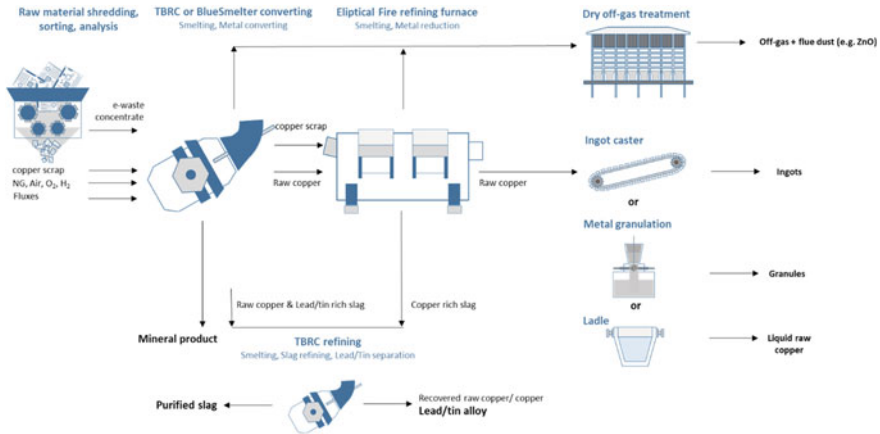 Raw material shredding,
sorting, analysis
TBRC or BlueSmelter converting
Smelting, Metal converting
Eliptical Fire refining furnace
Smelting, Metal reduction
Dry off-gas treatment
Off-gas + flue dust (e.g. ZnO)
e-waste
concentrate
copper scrap
NG, Air, O₂, H₂
Fluxes
copper scrap
Raw copper
Raw copper
Ingot caster
Ingots
or
Metal granulation
Granules
or
Ladle
Liquid raw
copper
Raw copper & Lead/tin rich slag
Copper rich slag
Mineral product
TBRC refining
Smelting, Slag refining, Lead/Tin separation
Purified slag
Recovered raw copper/ copper
Lead/tin alloy